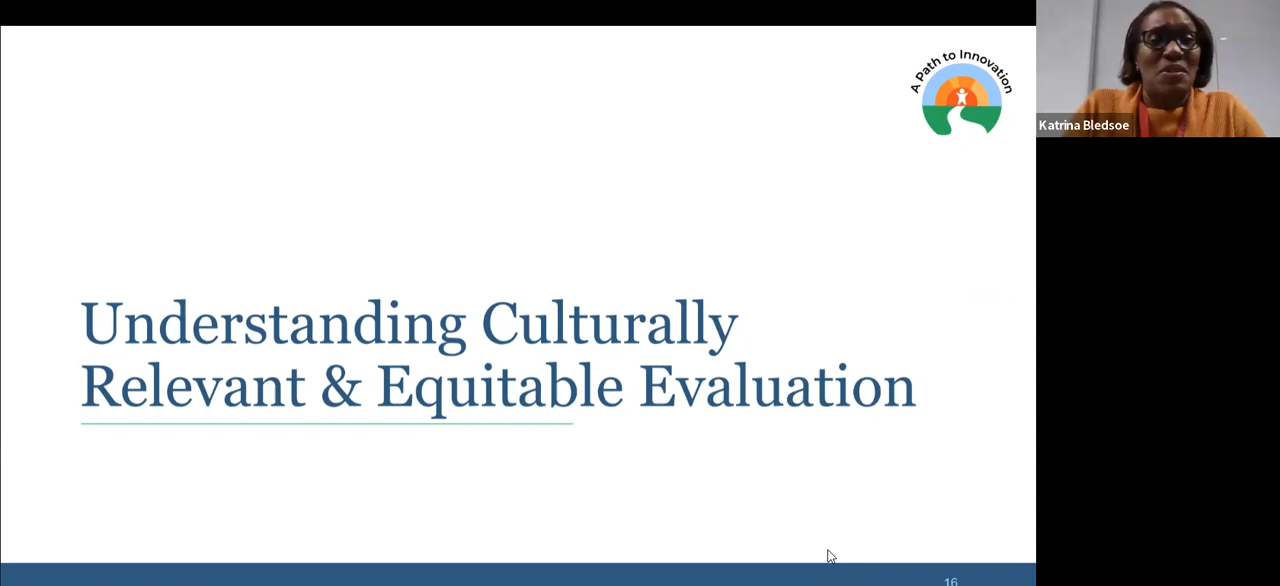 A Path to Innovation
Katrina Bledsoe
Understanding Culturally
Relevant & Equitable Evaluation
16